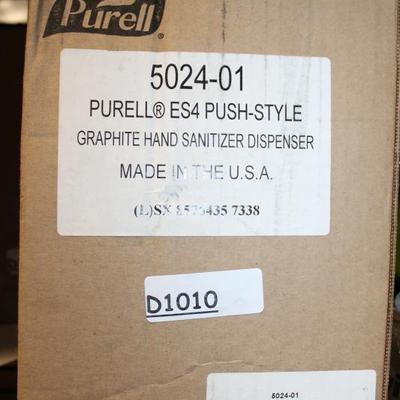 Purell®
5024-01
PURELL® ES4 PUSH-STYLE
GRAPHITE HAND SANITIZER DISPENSER
MADE IN THE U.S.A.
(L)SX 8575435 7338
D1010
5024-01